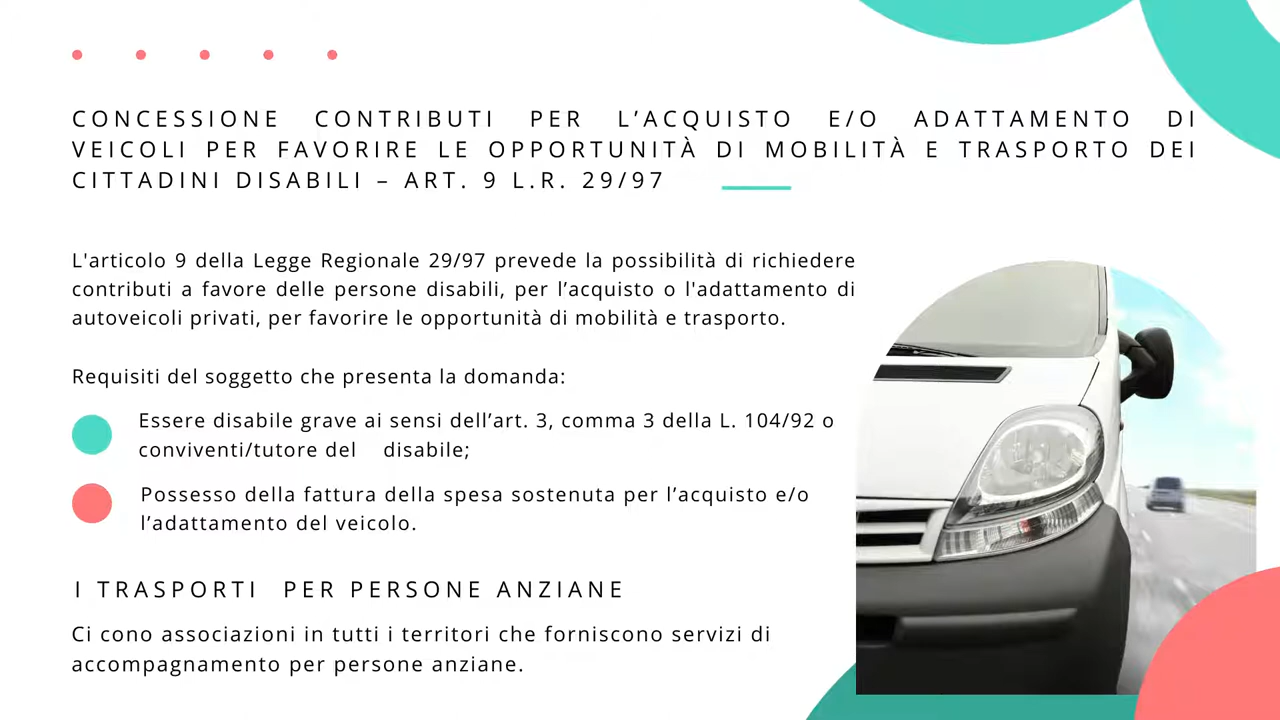 CONCESSIONE CONTRIBUTI PER L’ACQUISTO E/O ADATTAMENTO DI
VEICOLI PER FAVORIRE LE OPPORTUNITÀ DI MOBILITÀ E TRASPORTO DEI
CITTADINI DISABILI – ART. 9 L.R. 29/97
L'articolo 9 della Legge Regionale 29/97 prevede la possibilità di richiedere
contributi a favore delle persone disabili, per l’acquisto o l'adattamento di
autoveicoli privati, per favorire le opportunità di mobilità e trasporto.
Requisiti del soggetto che presenta la domanda:
Essere disabile grave ai sensi dell’art. 3, comma 3 della L. 104/92 o
conviventi/tutore del disabile;
Possesso della fattura della spesa sostenuta per l’acquisto e/o
l’adattamento del veicolo.
I TRASPORTI PER PERSONE ANZIANE
Ci cono associazioni in tutti i territori che forniscono servizi di
accompagnamento per persone anziane.